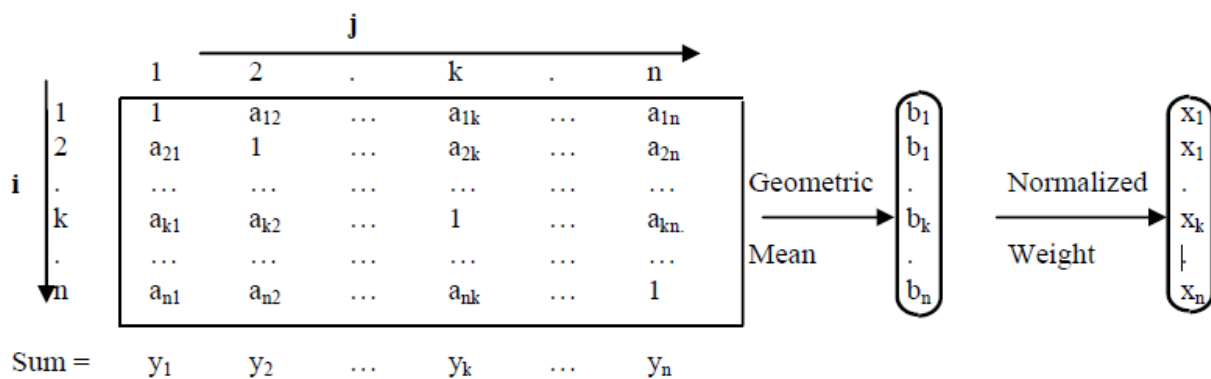 j
1 2 . k . n
1 1 a12 … a1k … a1n b1 x1
2 a21 1 … a2k … a2n b1 x1
i . … … … … … … Geometric . Normalized .
k ak1 ak2 … 1 … akn. bk xk
. … … … … … … Mean . Weight .
n an1 an2 … ank … 1 bn xn
Sum = y1 y2 … yk … yn